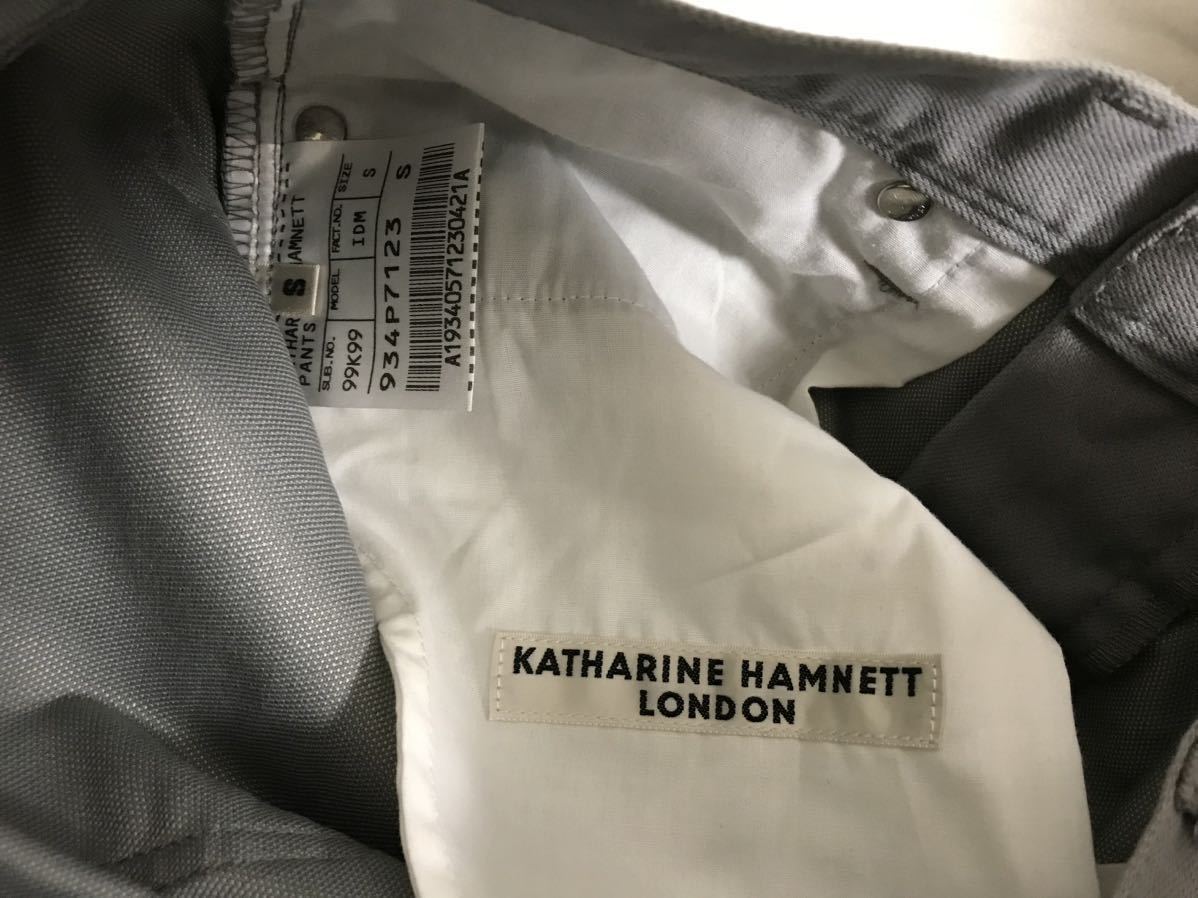 HAMNETT
PANTS
S
SUB.NO. MODEL FACT.NO. SIZE
99K99 IDM S
934P7123 S
A19340571230421A
KATHARINE HAMNETT
LONDON